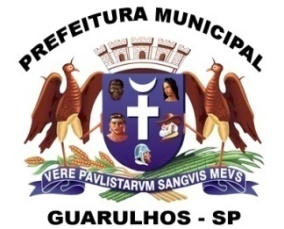 PREFEITURA MUNICIPAL
VERE PAVLISTARVM SANGVIS MEVS
GUARULHOS - SP